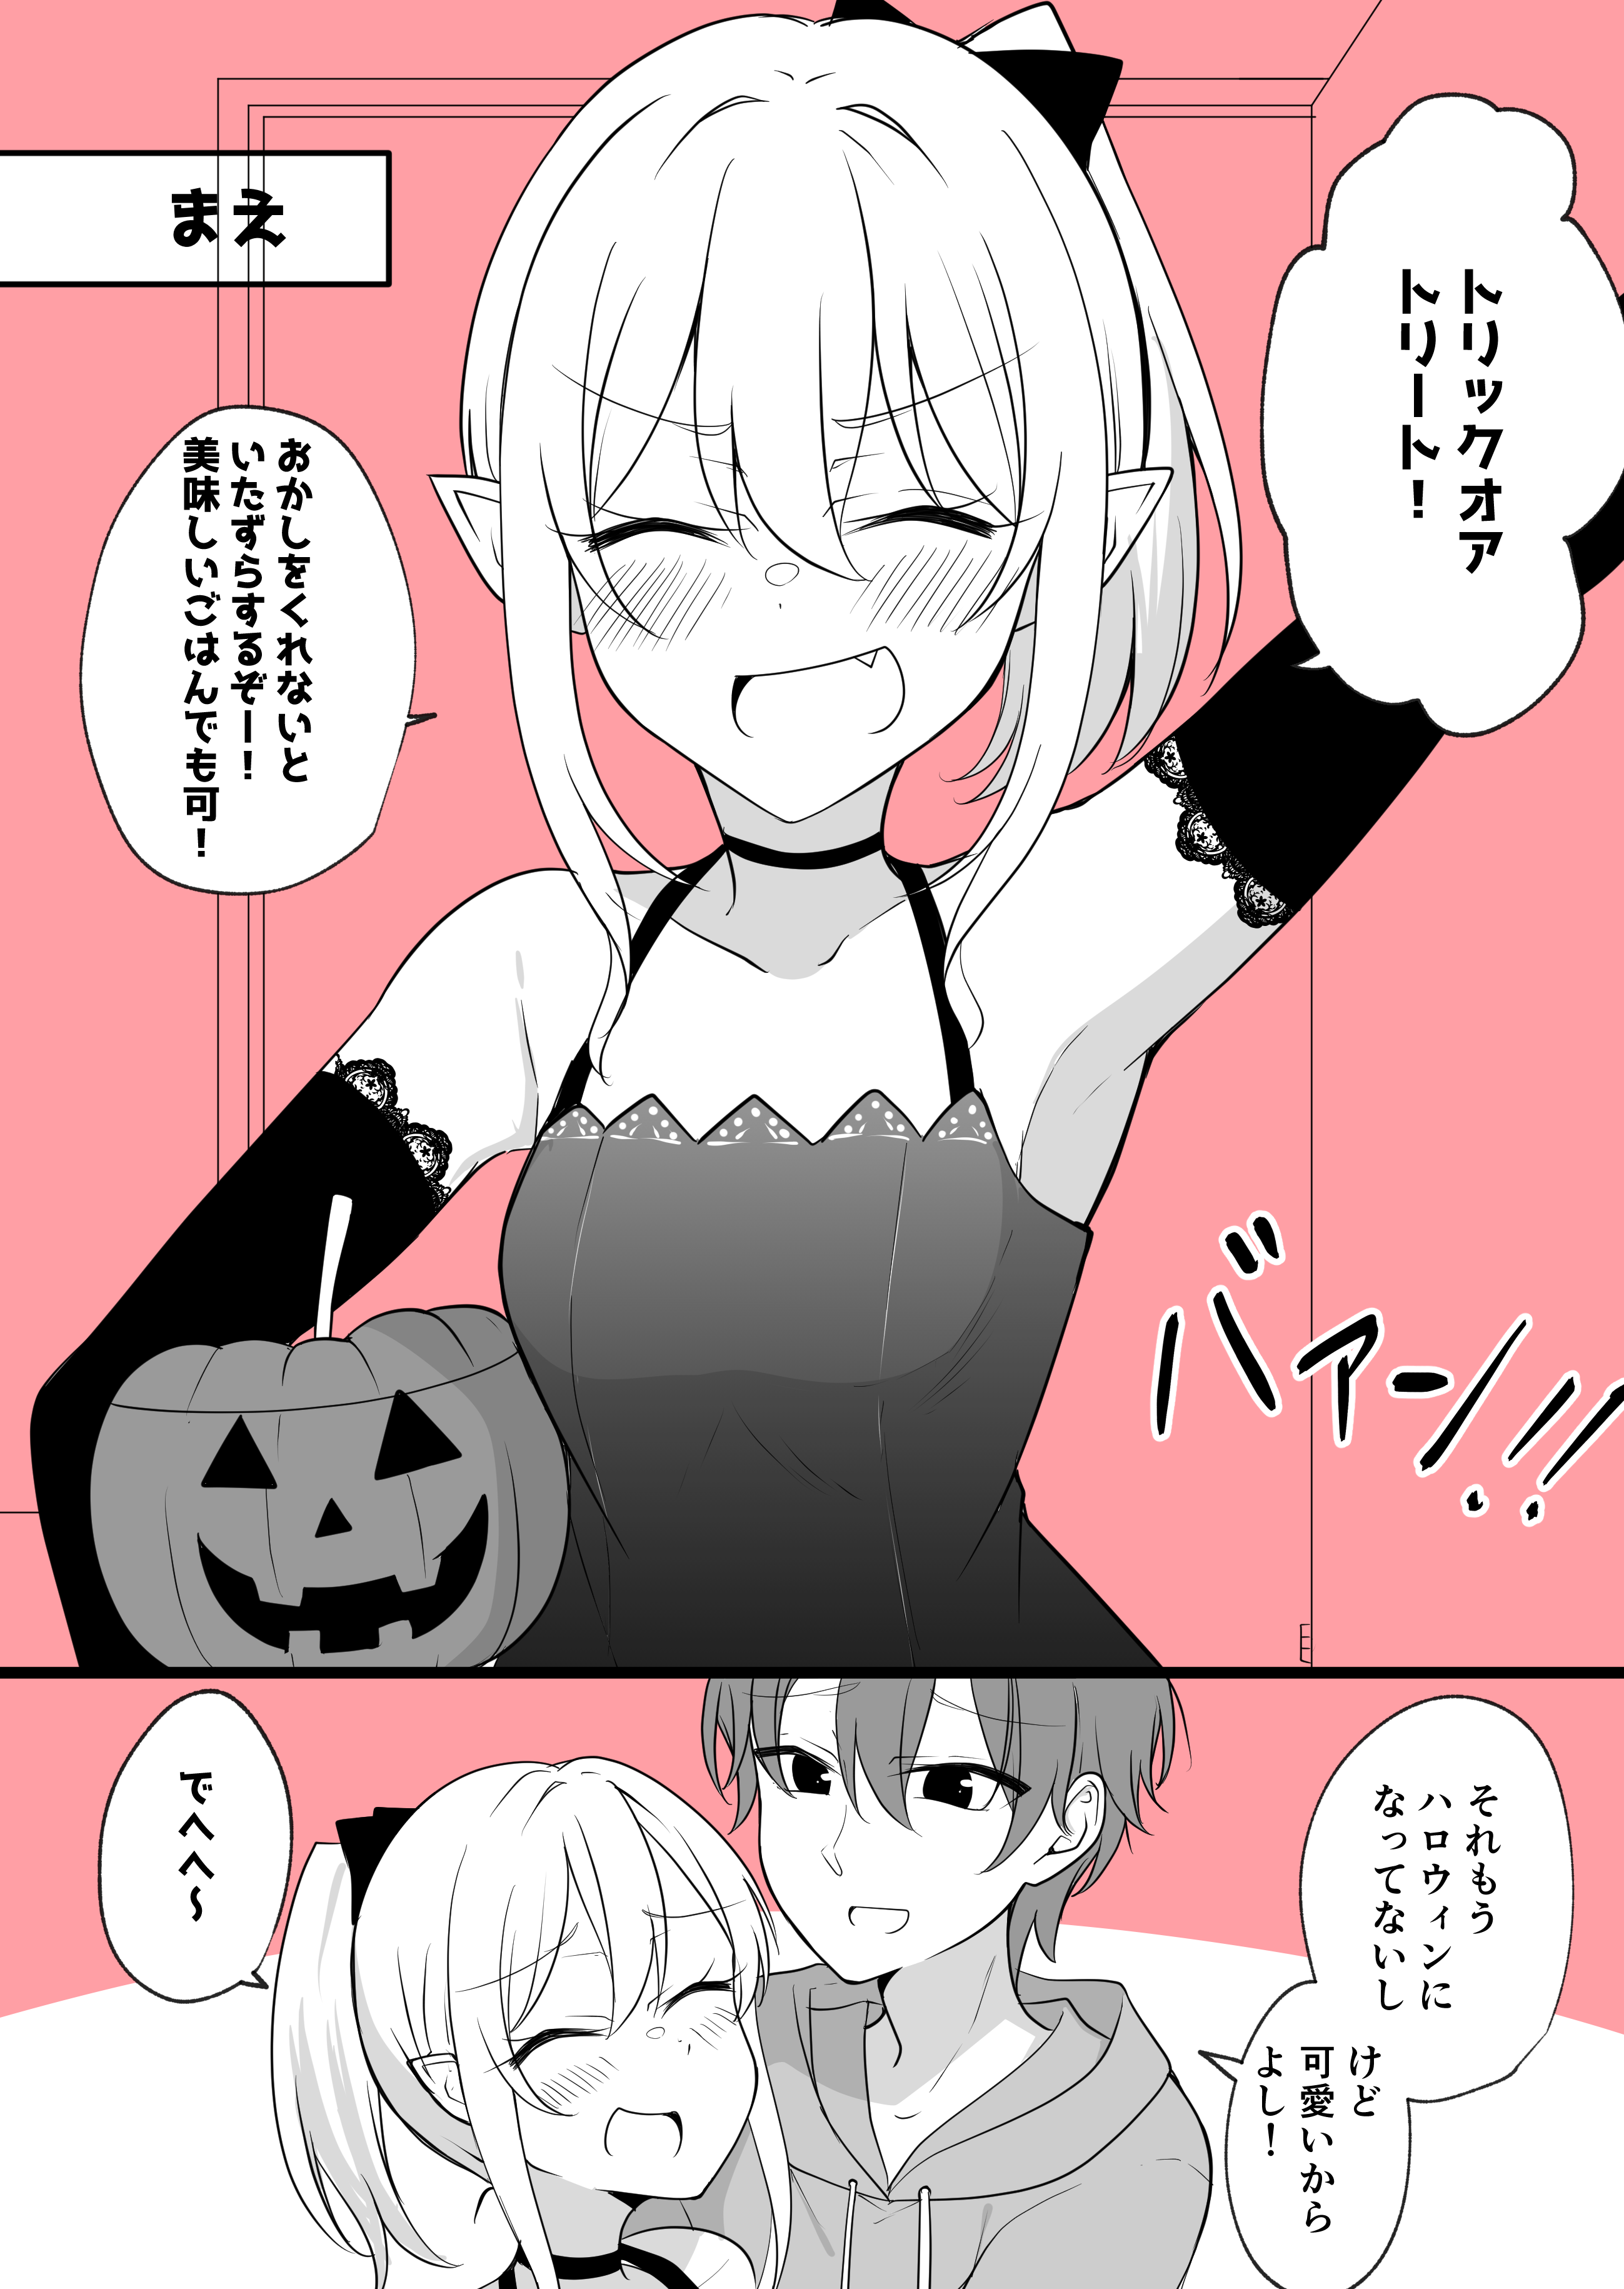 まえ
トリックオア
トリート！
おかしをくれないと
いたずらするぞー！
美味しいごはんでも可！
バァーン!!
それもう
ハロウィンに
なってないし
けど
可愛いから
よし！
でへへ～